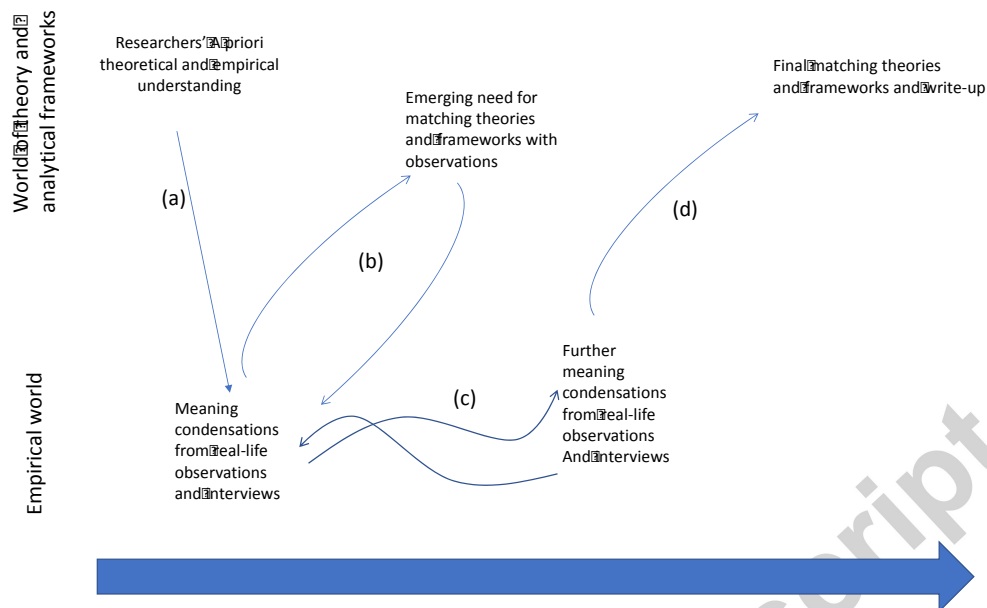 World of theory and
analytical frameworks
Researchers' A priori
theoretical and empirical
understanding
Emerging need for
matching theories
and frameworks with
observations
Final matching theories
and frameworks and write-up
(a)
(b)
(c)
(d)
Empirical world
Meaning
condensations
from real-life
observations
and interviews
Further
meaning
condensations
from real-life
observations
And interviews
script